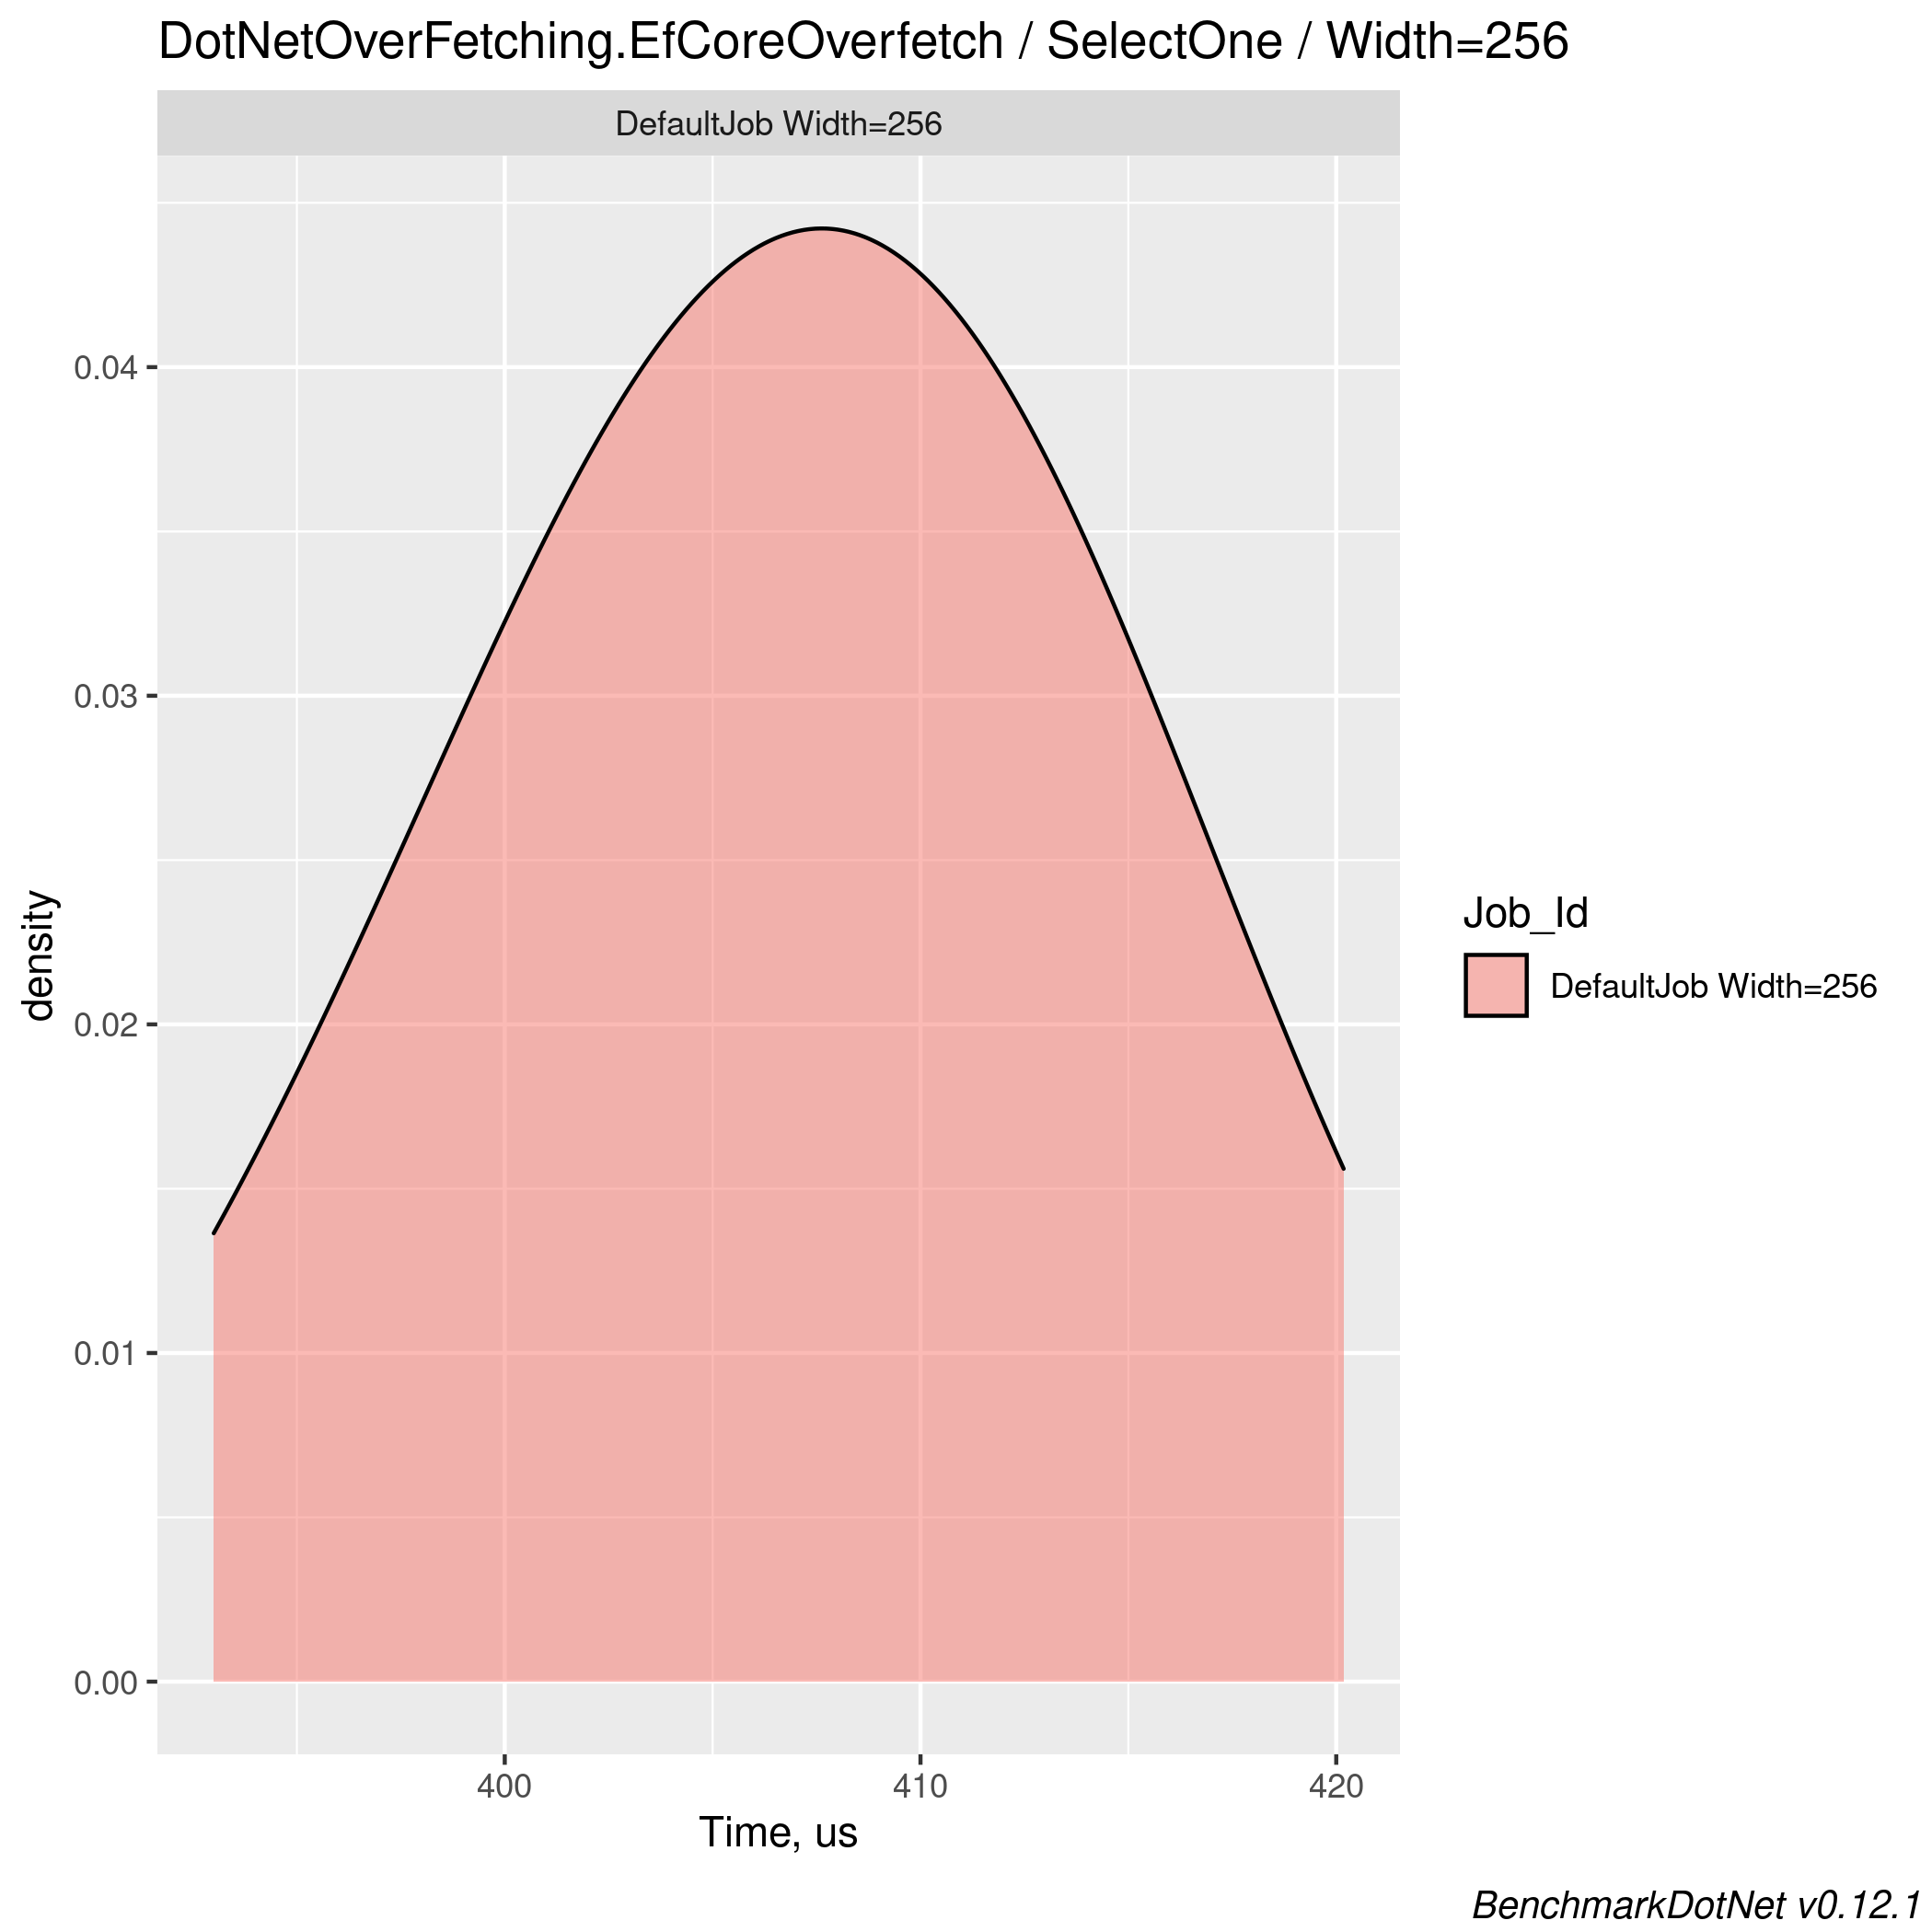 DotNetOverFetching.EfCoreOverfetch / SelectOne / Width=256
DefaultJob Width=256
0.04
0.03
0.02
0.01
0.00
density
400 410 420
Time, us
Job_Id
DefaultJob Width=256
BenchmarkDotNet v0.12.1